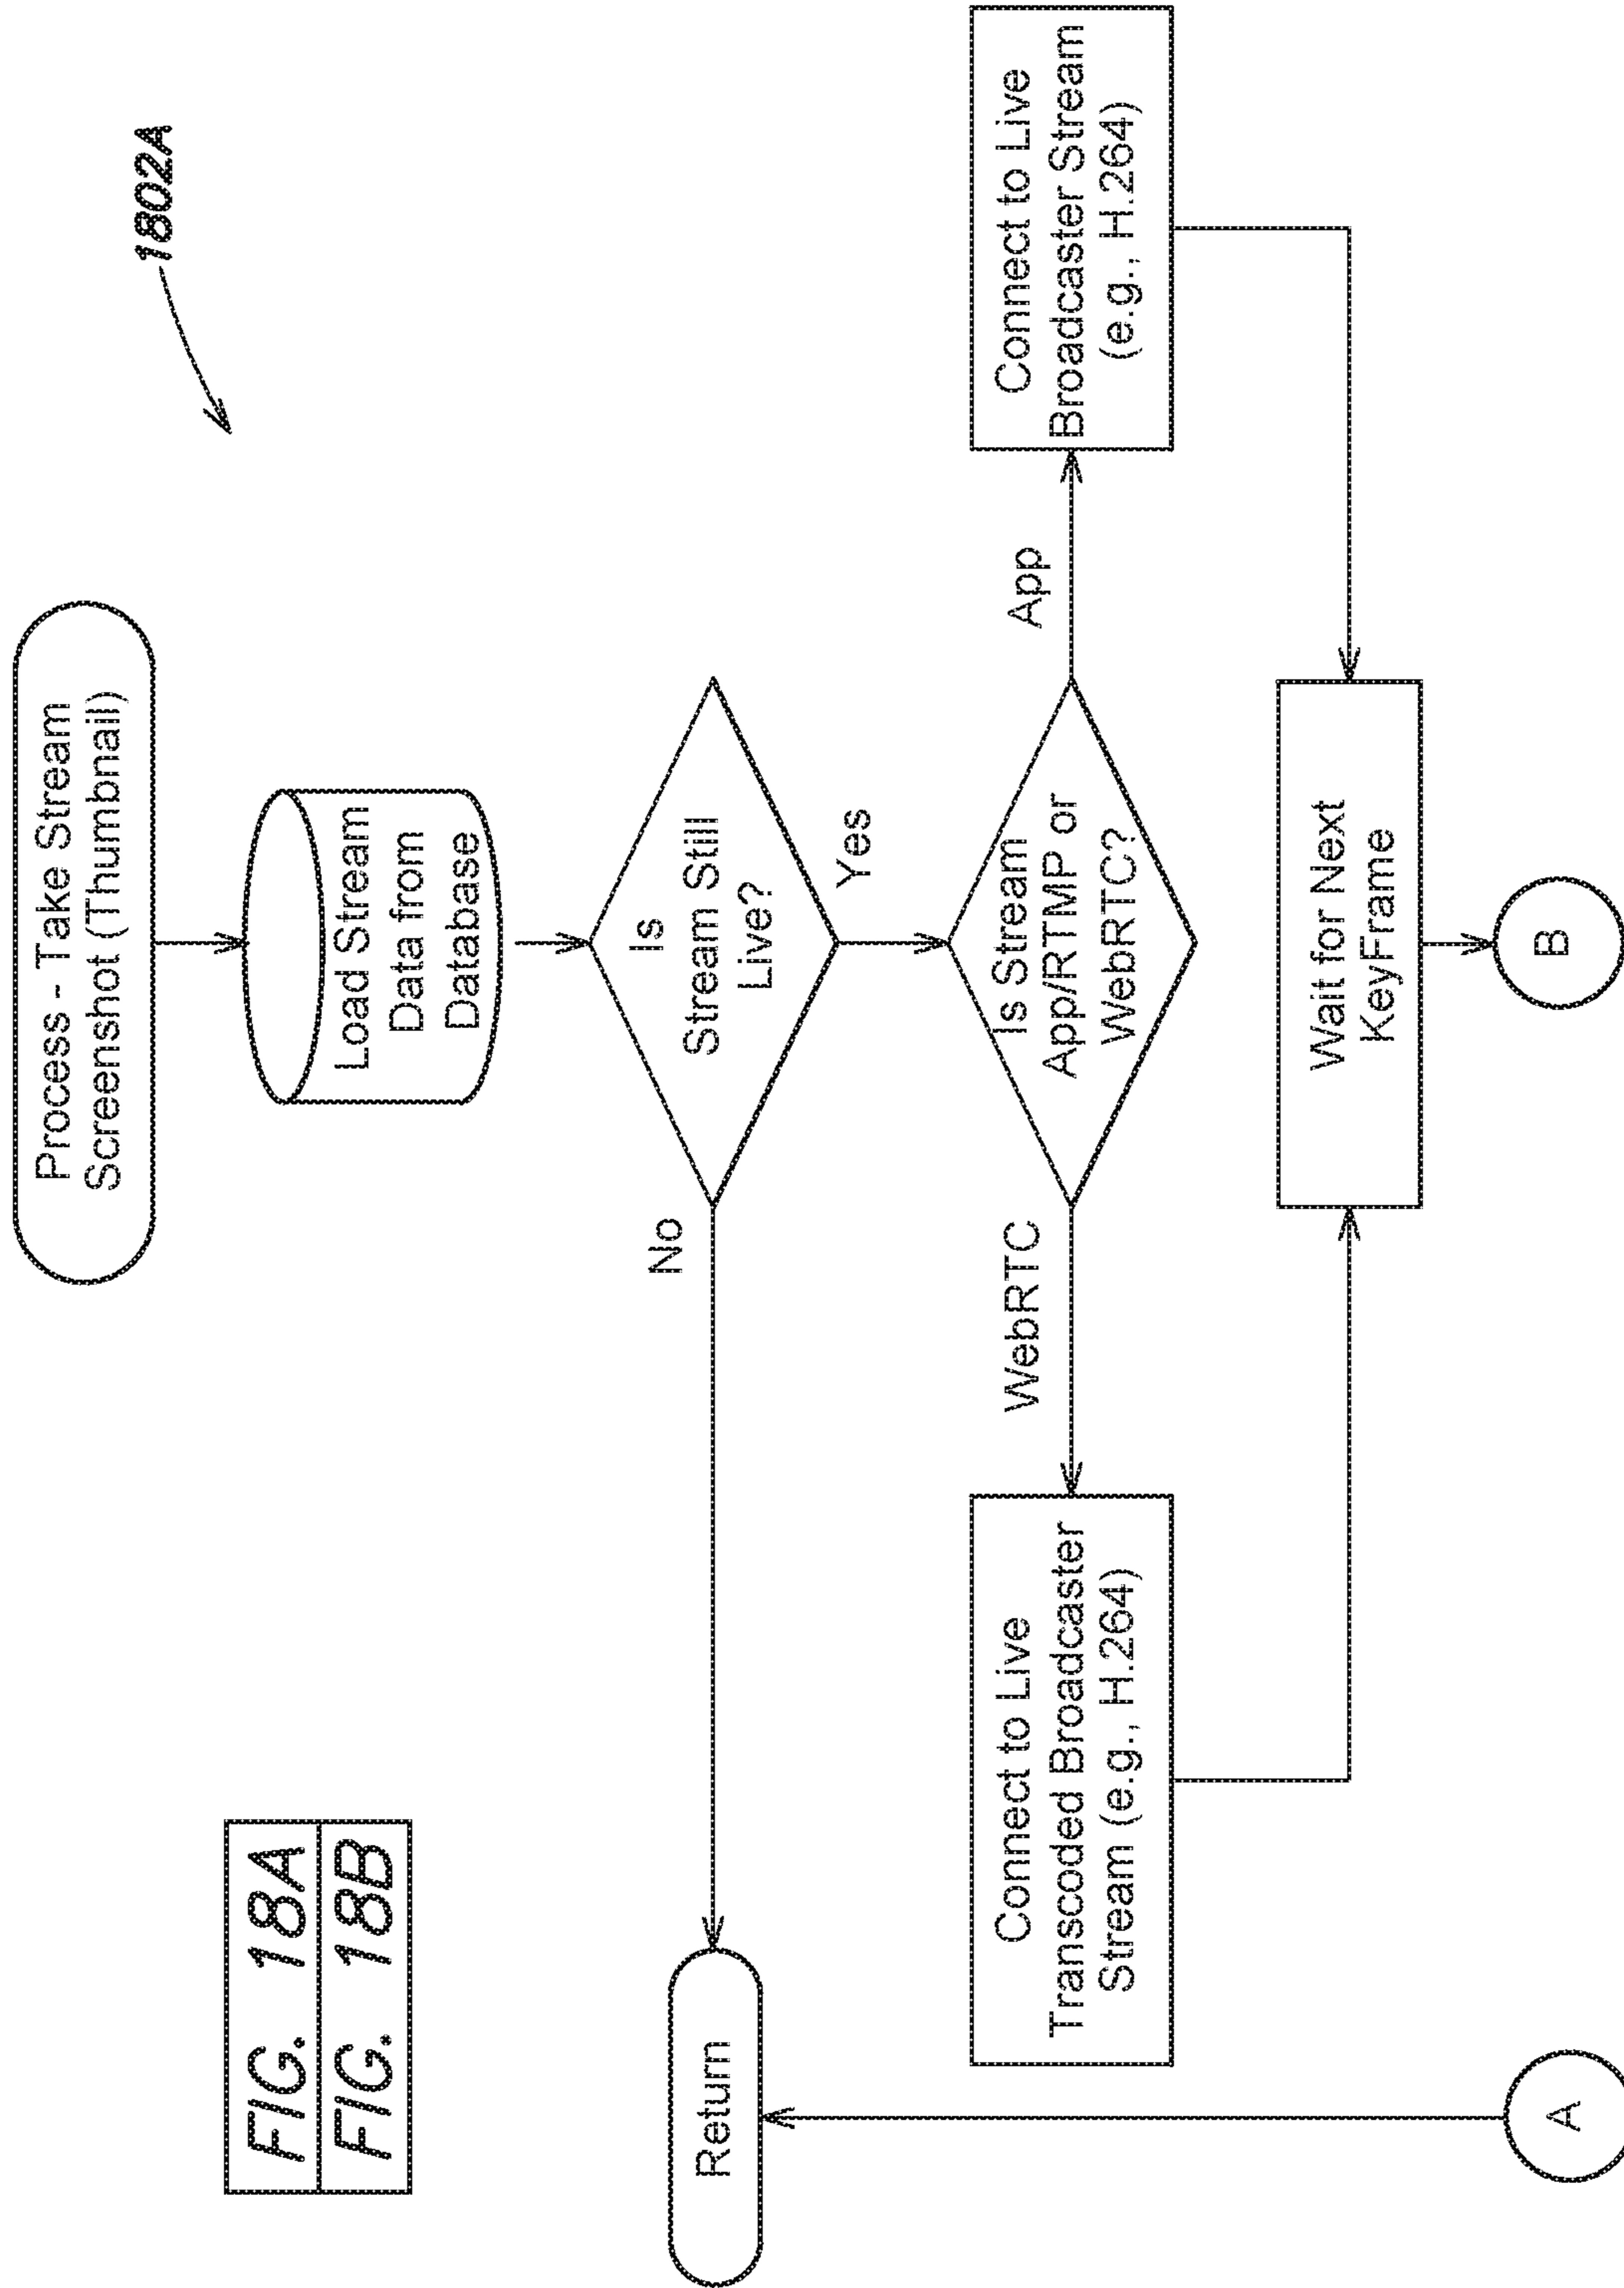 FIG. 18A
FIG. 18B
1802A
Process - Take Stream
Screenshot (Thumbnail)
Load Stream
Data from
Database
Is
Stream Still
Live?
No
Yes
Return
Is Stream
App/RTMP or
WebRTC?
WebRTC
App
Connect to Live
Transcoded Broadcaster
Stream (e.g., H.264)
Connect to Live
Broadcaster Stream
(e.g., H.264)
Wait for Next
KeyFrame
A
B